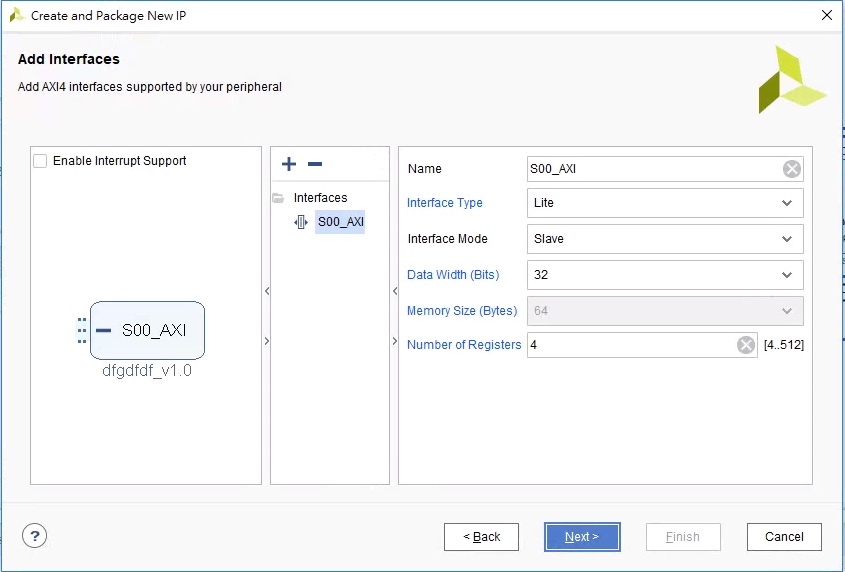 Create and Package New IP
Add Interfaces
Add AXI4 interfaces supported by your peripheral
Enable Interrupt Support
S00_AXI
dfgdfdf_v1.0
Interfaces
S00_AXI
Name S00_AXI
Interface Type Lite
Interface Mode Slave
Data Width (Bits) 32
Memory Size (Bytes) 64
Number of Registers 4 [4..512]
? < Back Next > Finish Cancel